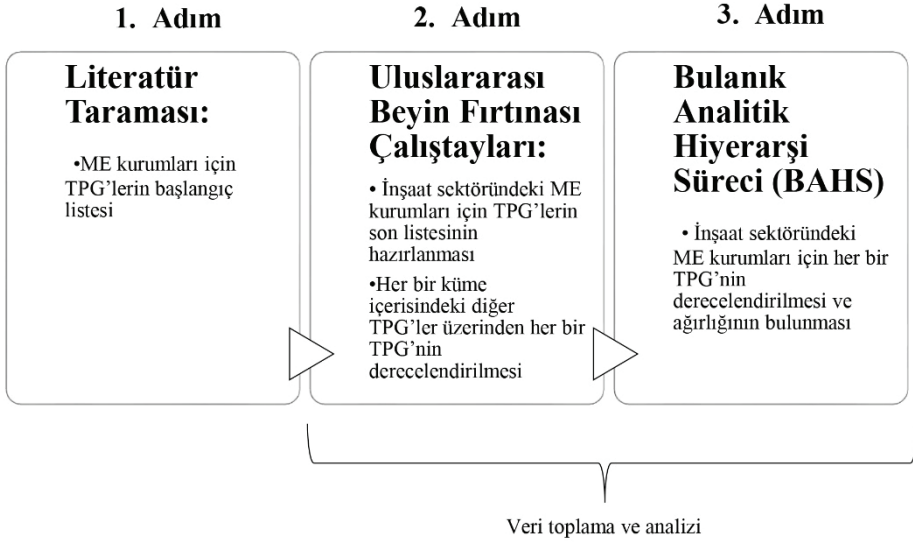 1. Adım
2. Adım
3. Adım
Literatür
Taraması:
•ME kurumları için
TPG’lerin başlangıç
listesi
Uluslararası
Beyin Fırtınası
Çalıştayları:
• İnşaat sektöründeki ME
kurumları için TPG’lerin
son listesinin
hazırlanması
•Her bir küme
içerisindeki diğer
TPG’ler üzerinden her bir
TPG’nin
derecelendirilmesi
Bulanık
Analitik
Hiyerarşi
Süreci (BAHS)
• İnşaat sektöründeki
ME kurumları için her bir
TPG’nin
derecelendirilmesi ve
ağırlığının bulunması
Veri toplama ve analizi